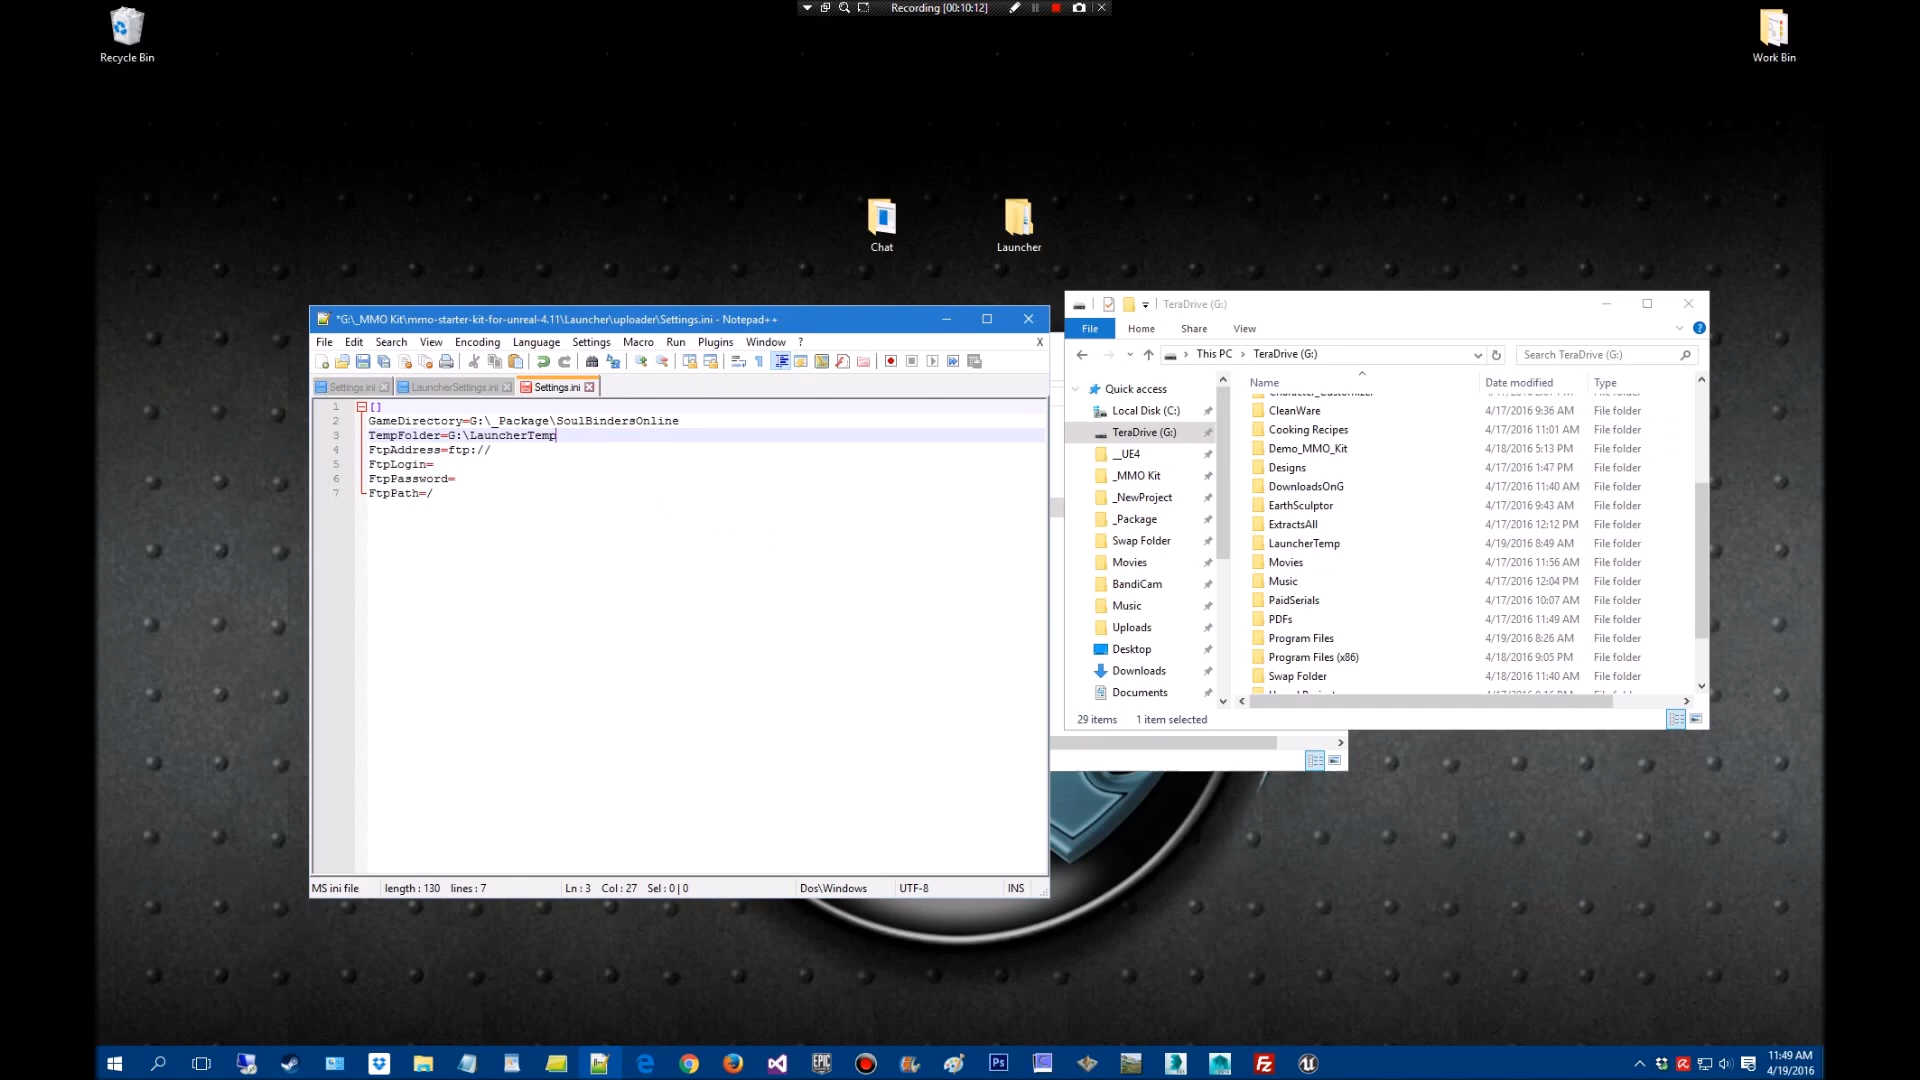 Recording [00:10:12]
Recycle Bin
Work Bin
Chat
Launcher
*G:\_MMO Kit\mmo-starter-kit-for-unreal-4.11\Launcher\uploader\Settings.ini - Notepad++
File Edit Search View Encoding Language Settings Macro Run Plugins Window ? X
Settings.ini LauncherSettings.ini Settings.ini
1 []
2 GameDirectory=G:\_Package\SoulBindersOnline
3 TempFolder=G:\LauncherTemp
4 FtpAddress=ftp://
5 FtpLogin=
6 FtpPassword=
7 FtpPath=/
MS ini file length : 130 lines : 7 Ln : 3 Col : 27 Sel : 0 | 0 Dos\Windows UTF-8 INS
TeraDrive (G:)
File Home Share View
This PC TeraDrive (G:) Search TeraDrive (G:)
Quick access
Local Disk (C:)
TeraDrive (G:)
__UE4
_MMO Kit
_NewProject
_Package
Swap Folder
Movies
BandiCam
Music
Uploads
Desktop
Downloads
Documents
Name Date modified Type
CleanWare 4/17/2016 9:36 AM File folder
Cooking Recipes 4/17/2016 11:01 AM File folder
Demo_MMO_Kit 4/18/2016 5:13 PM File folder
Designs 4/17/2016 1:47 PM File folder
DownloadsOnG 4/17/2016 11:40 AM File folder
EarthSculptor 4/17/2016 9:43 AM File folder
ExtractsAll 4/17/2016 12:12 PM File folder
LauncherTemp 4/19/2016 8:49 AM File folder
Movies 4/17/2016 11:56 AM File folder
Music 4/17/2016 12:04 PM File folder
PaidSerials 4/17/2016 10:07 AM File folder
PDFs 4/17/2016 11:49 AM File folder
Program Files 4/19/2016 8:26 AM File folder
Program Files (x86) 4/18/2016 9:05 PM File folder
Swap Folder 4/18/2016 11:40 AM File folder
29 items 1 item selected
EPIC
Ps
Fz
11:49 AM
4/19/2016